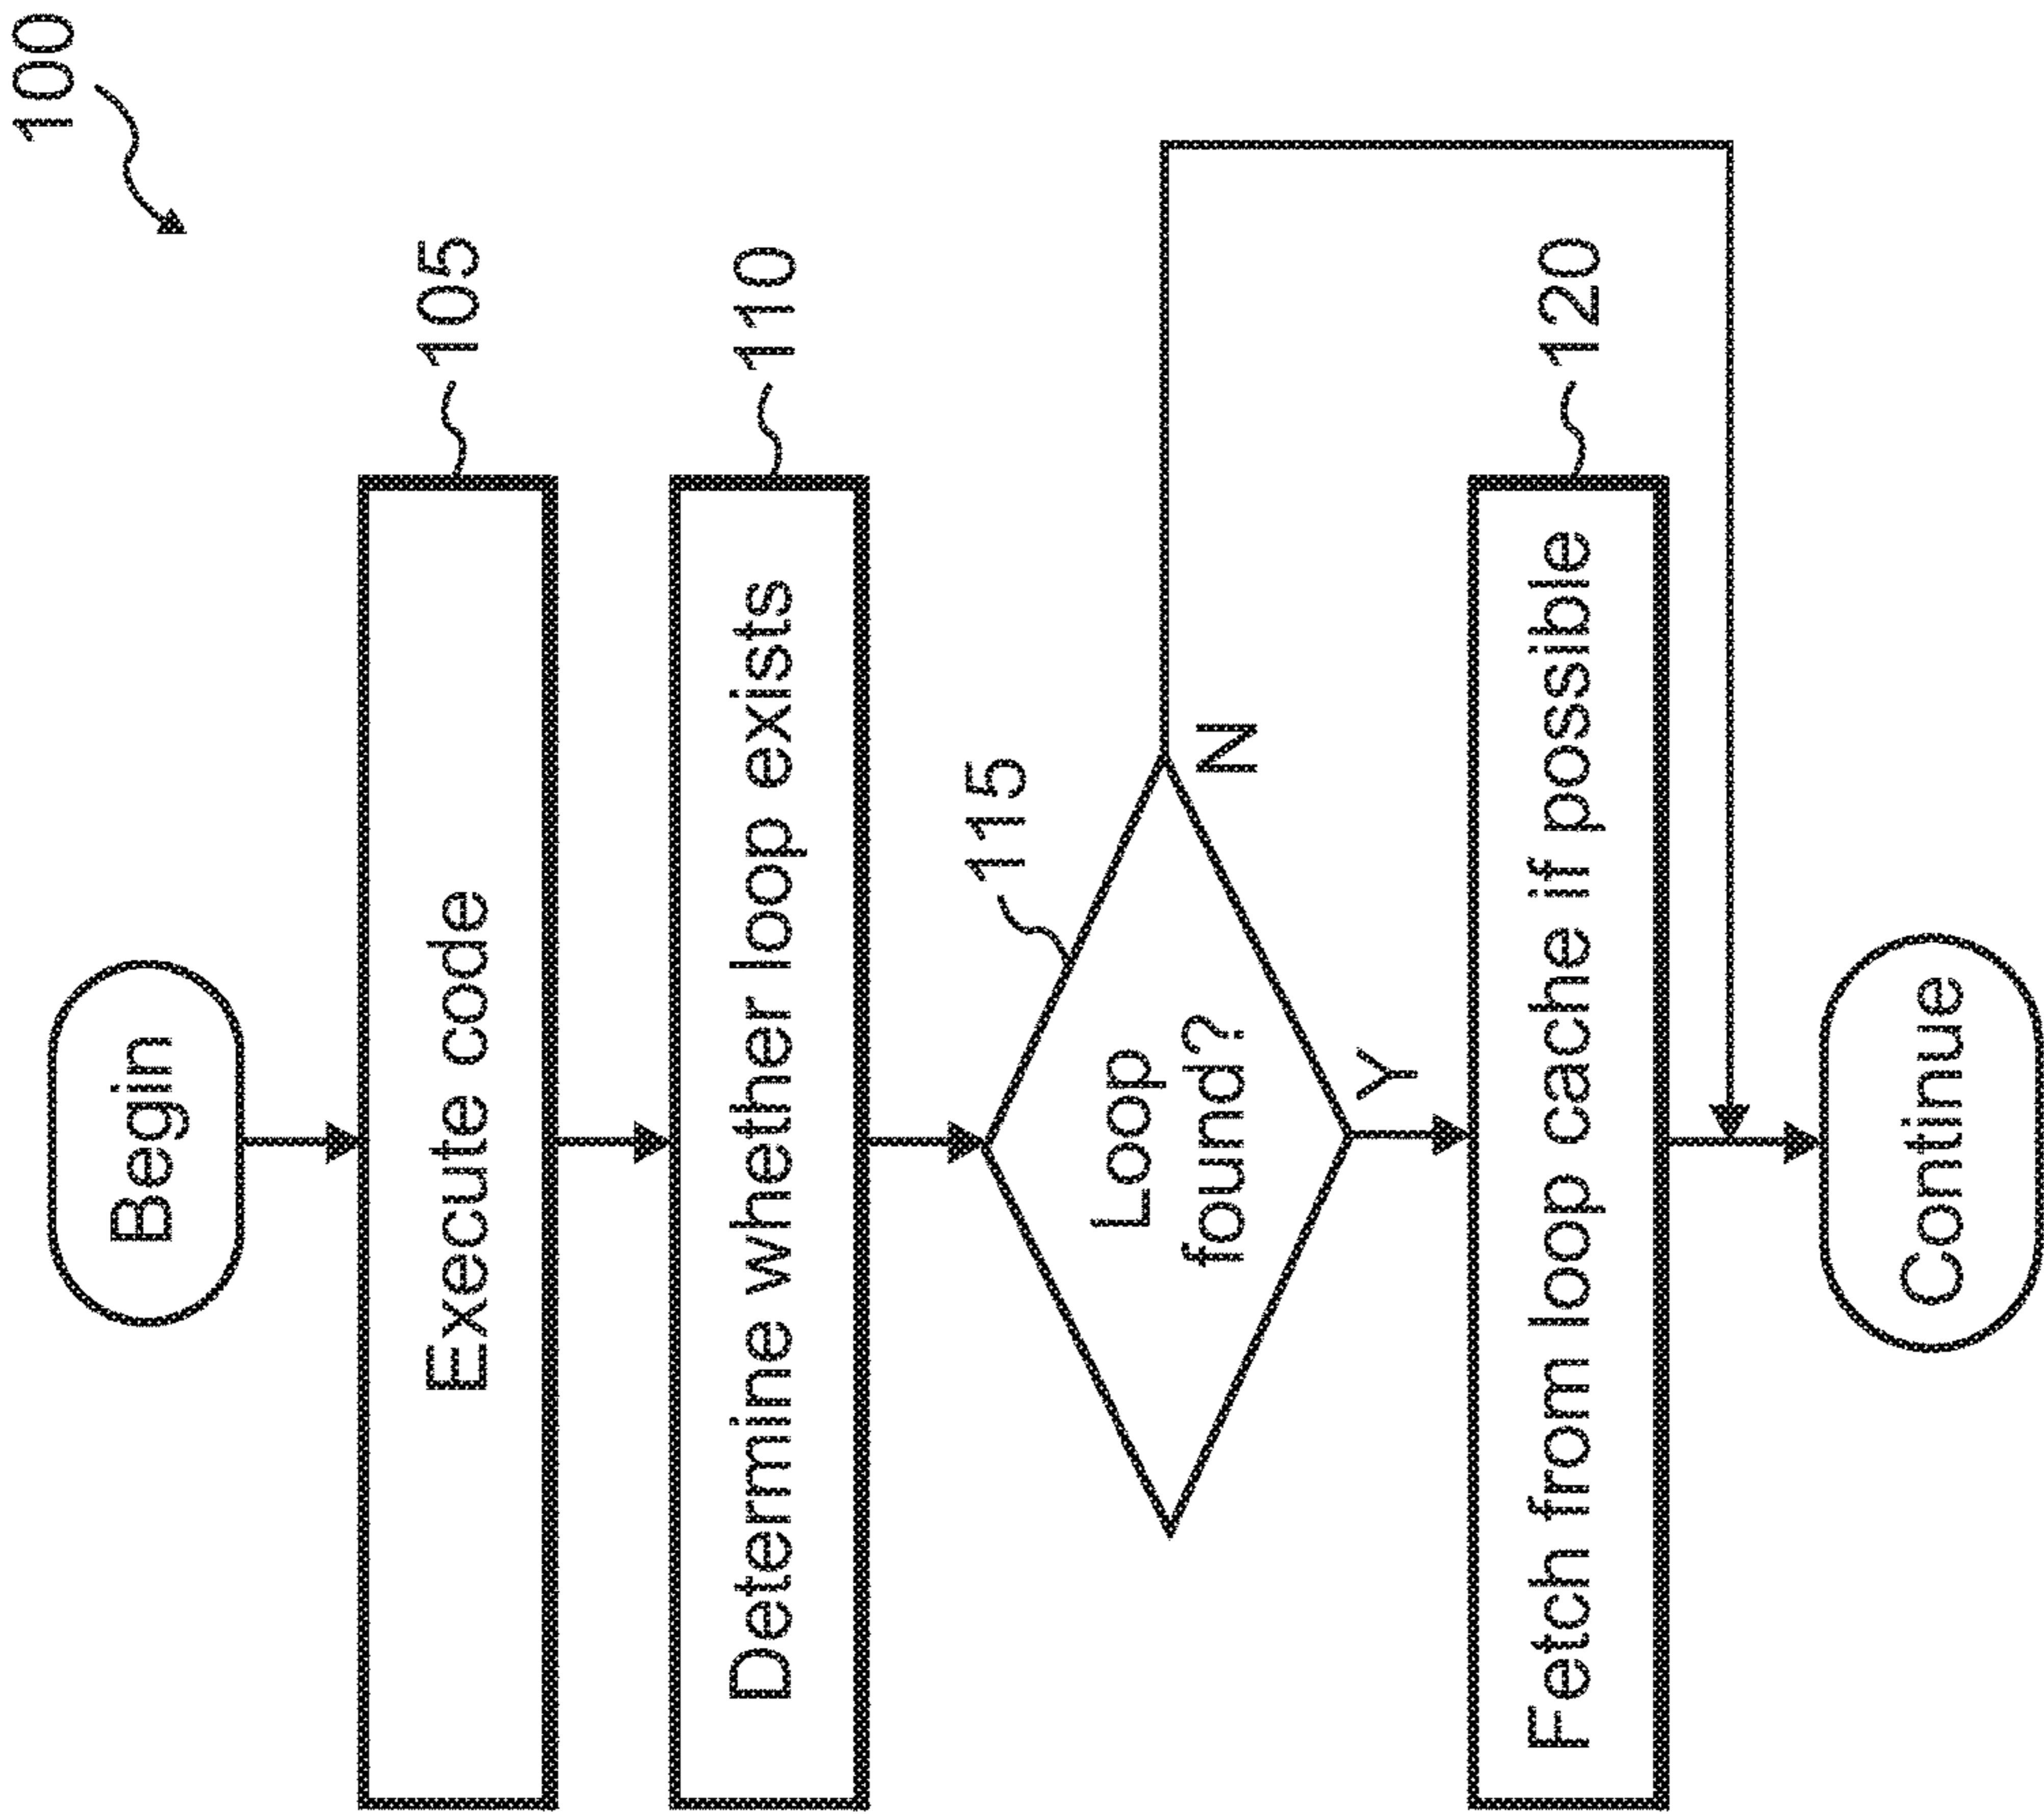 100
Begin
Execute code
105
Determine whether loop exists
110
115
Loop
found?
N
Y
Fetch from loop cache if possible
120
Continue